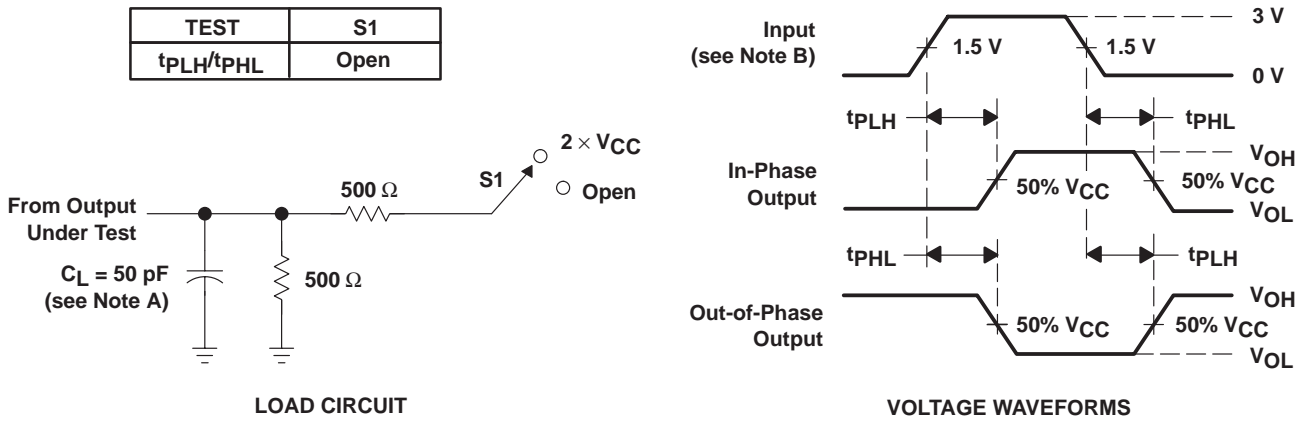 TEST S1
tPLH/tPHL Open
2 × VCC
S1
Open
500 Ω
From Output
Under Test
CL = 50 pF
(see Note A)
500 Ω
LOAD CIRCUIT
Input
(see Note B)
1.5 V
1.5 V
3 V
0 V
tPLH
tPHL
In-Phase
Output
50% VCC
50% VCC
VOH
VOL
tPHL
tPLH
Out-of-Phase
Output
50% VCC
50% VCC
VOH
VOL
VOLTAGE WAVEFORMS